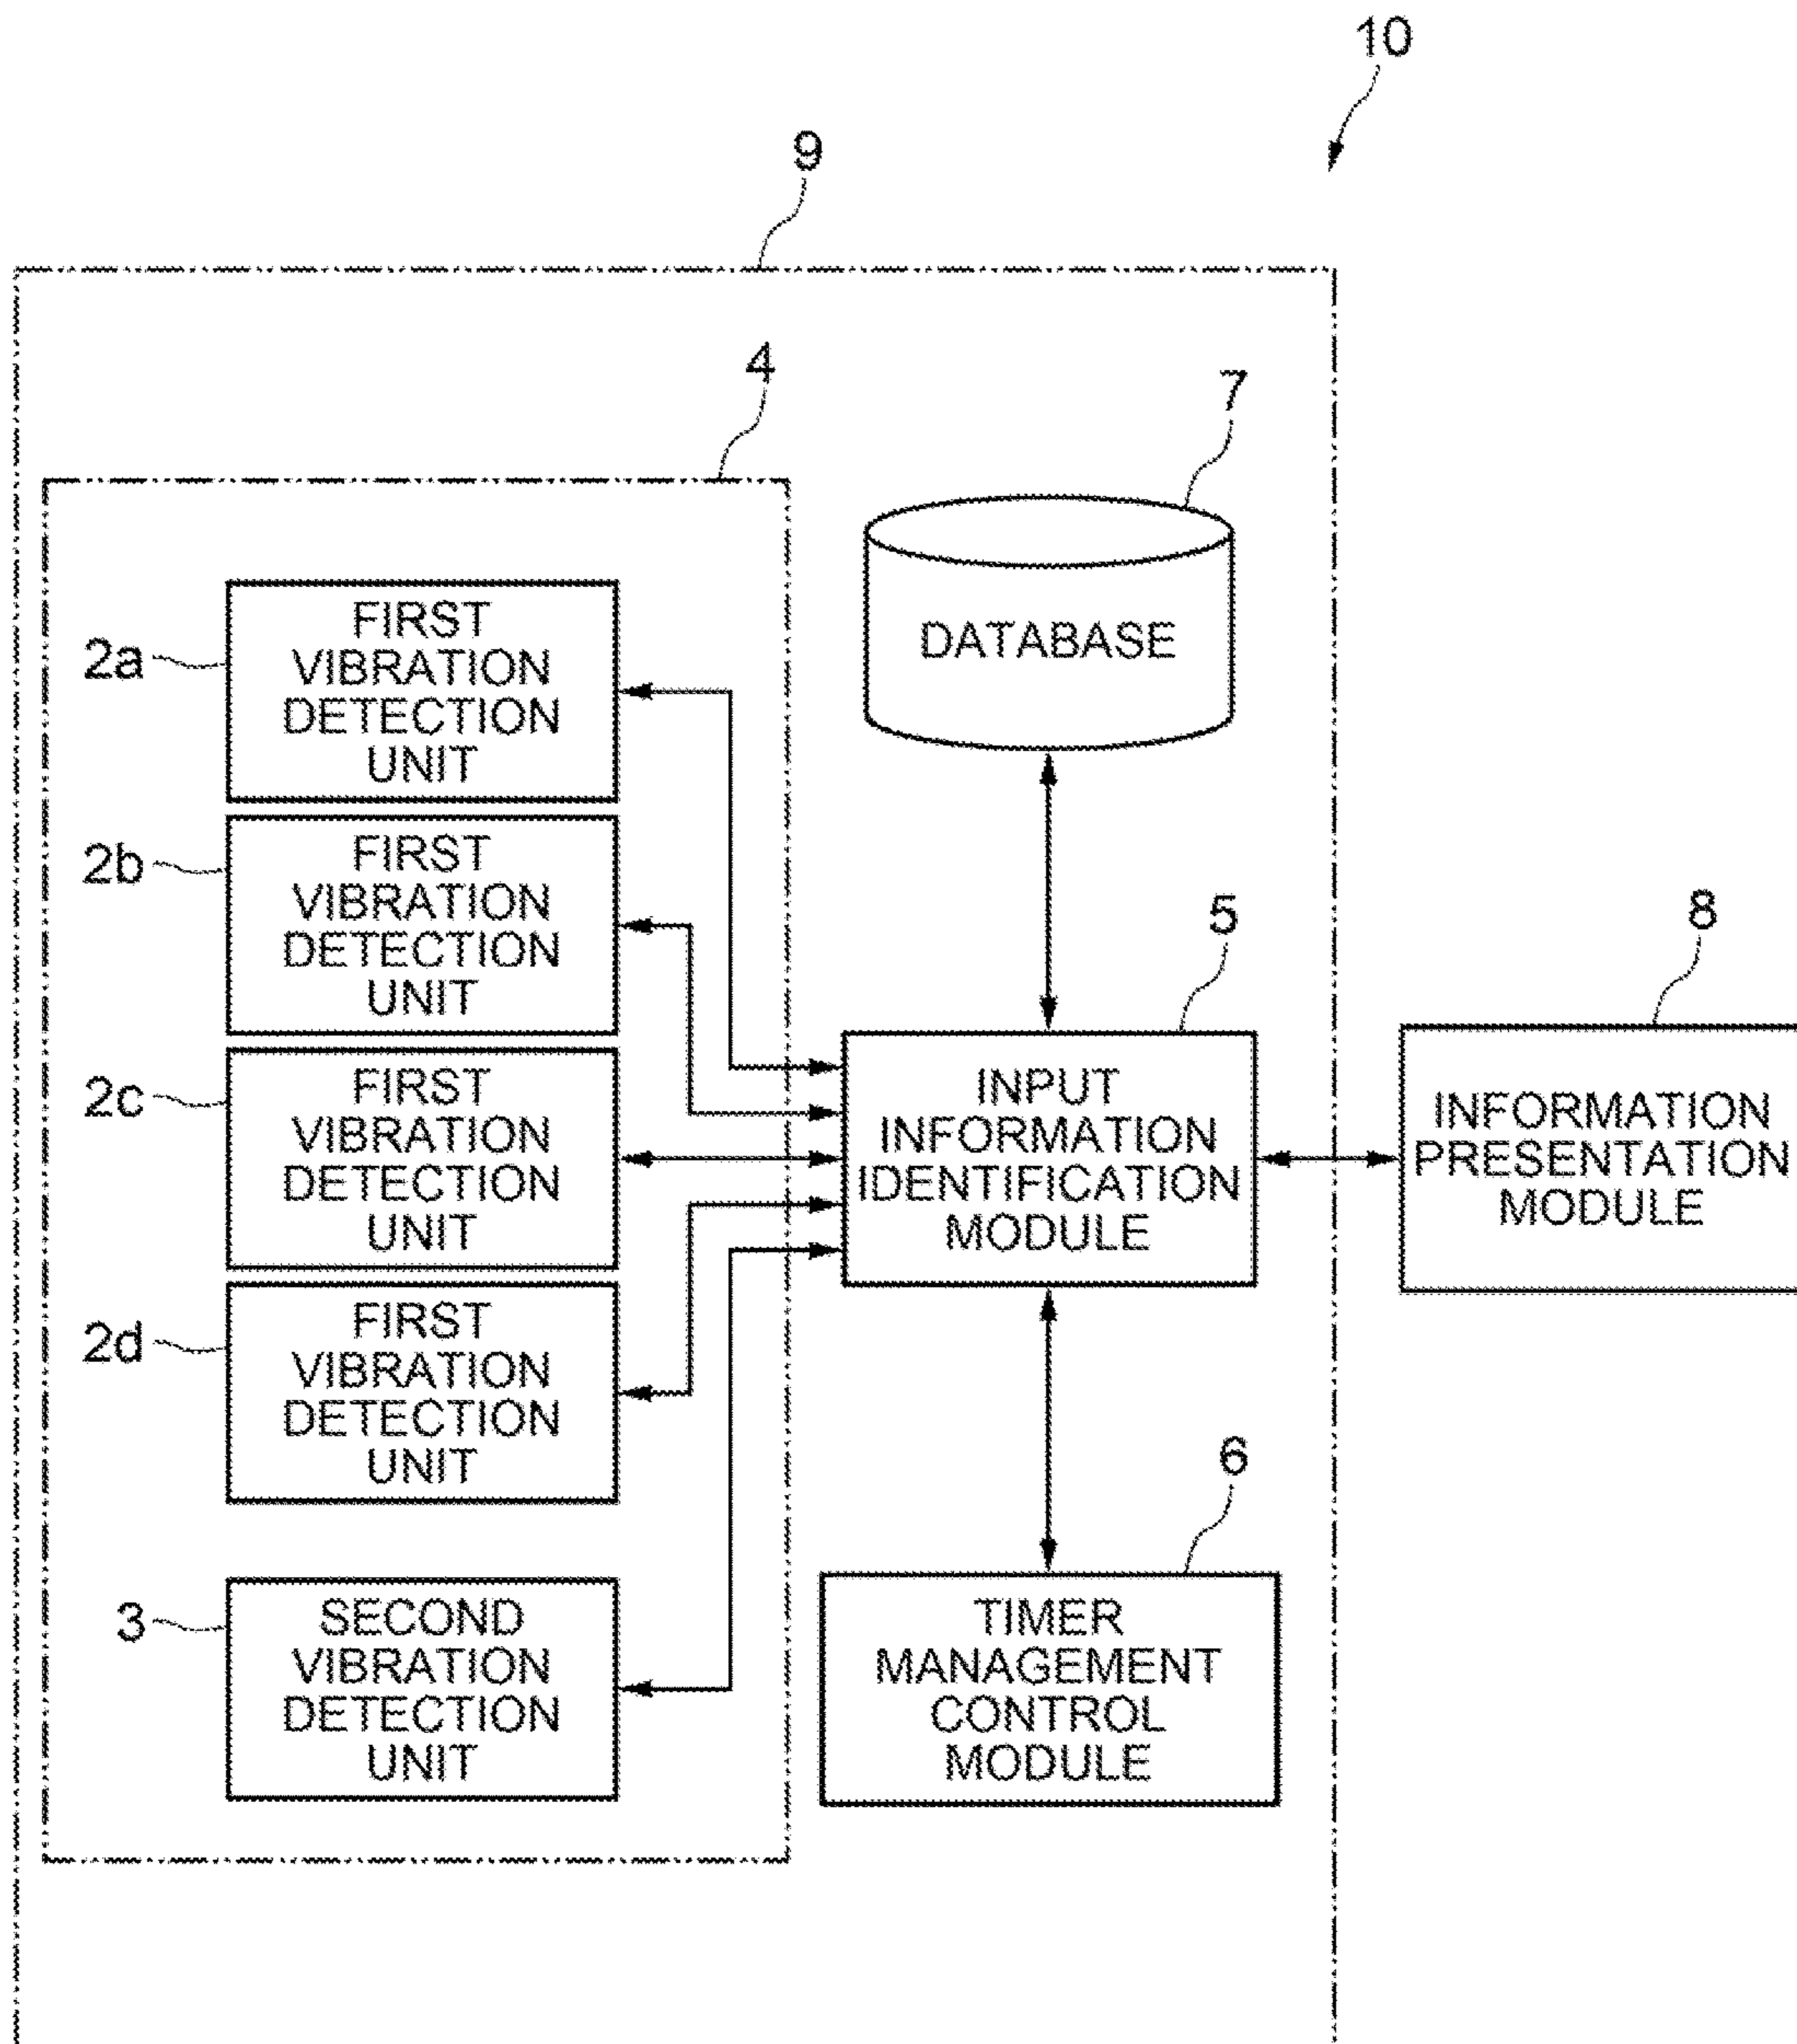 10
9
4
7
2a
FIRST
VIBRATION
DETECTION
UNIT
DATABASE
2b
FIRST
VIBRATION
DETECTION
UNIT
5
8
2c
FIRST
VIBRATION
DETECTION
UNIT
INPUT
INFORMATION
IDENTIFICATION
MODULE
INFORMATION
PRESENTATION
MODULE
2d
FIRST
VIBRATION
DETECTION
UNIT
6
3
SECOND
VIBRATION
DETECTION
UNIT
TIMER
MANAGEMENT
CONTROL
MODULE